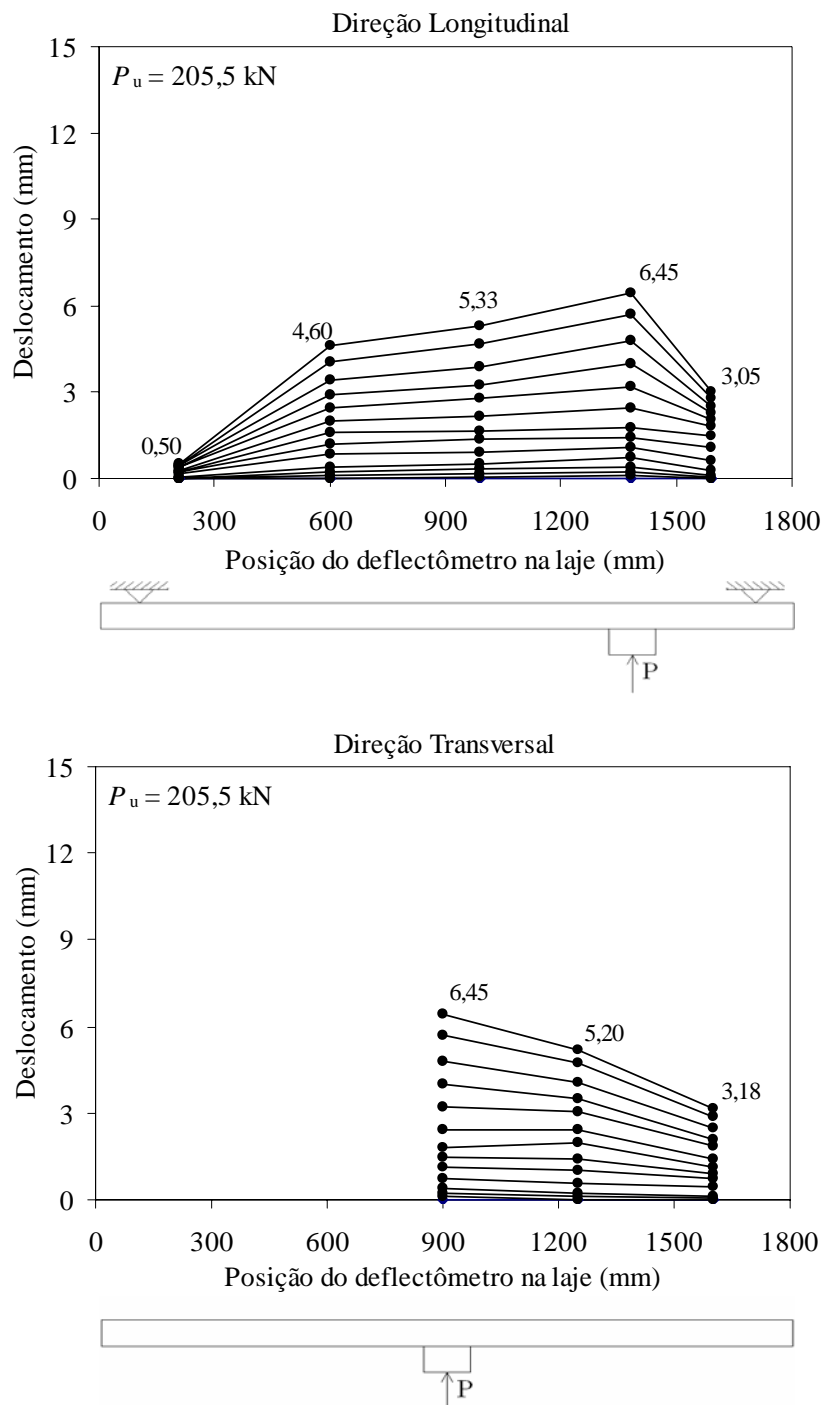 Direção Longitudinal
15
P u = 205,5 kN
12
9
6
3
0
Deslocamento (mm)
0,50
4,60
5,33
6,45
3,05
0 300 600 900 1200 1500 1800
Posição do deflectômetro na laje (mm)
P
Direção Transversal
15
P u = 205,5 kN
12
9
6
3
0
Deslocamento (mm)
6,45
5,20
3,18
0 300 600 900 1200 1500 1800
Posição do deflectômetro na laje (mm)
P